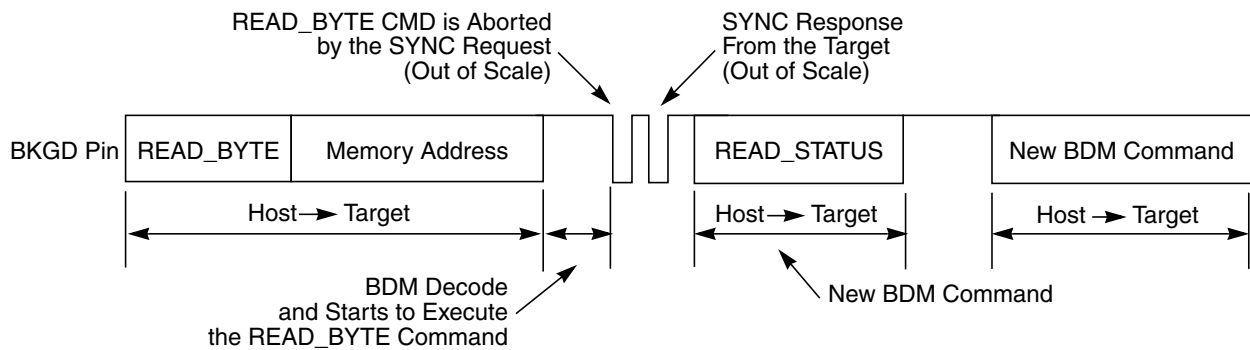 READ_BYTE CMD is Aborted
by the SYNC Request
(Out of Scale)
SYNC Response
From the Target
(Out of Scale)
BKGD Pin
READ_BYTE
Memory Address
READ_STATUS
New BDM Command
Host Target
Host Target
Host Target
BDM Decode
and Starts to Execute
the READ_BYTE Command
New BDM Command